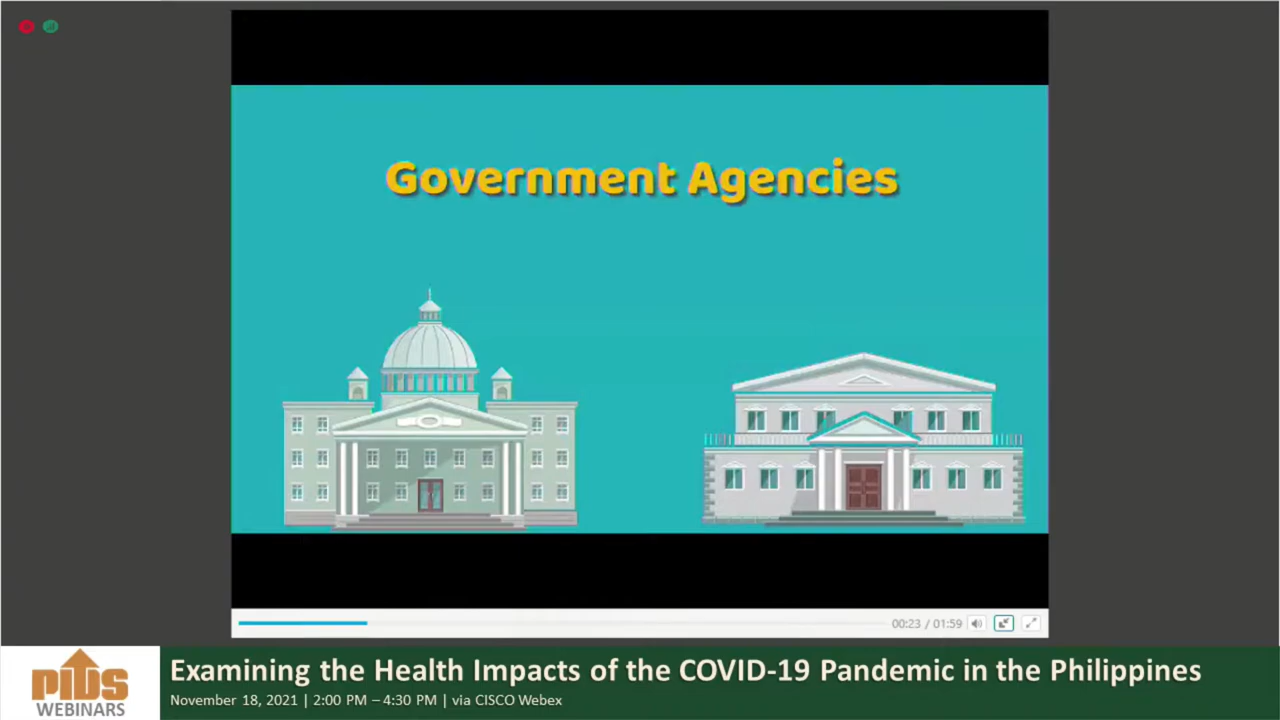 Government Agencies
00:23 / 01:59
PIDS
WEBINARS
Examining the Health Impacts of the COVID-19 Pandemic in the Philippines
November 18, 2021 | 2:00 PM – 4:30 PM | via CISCO Webex